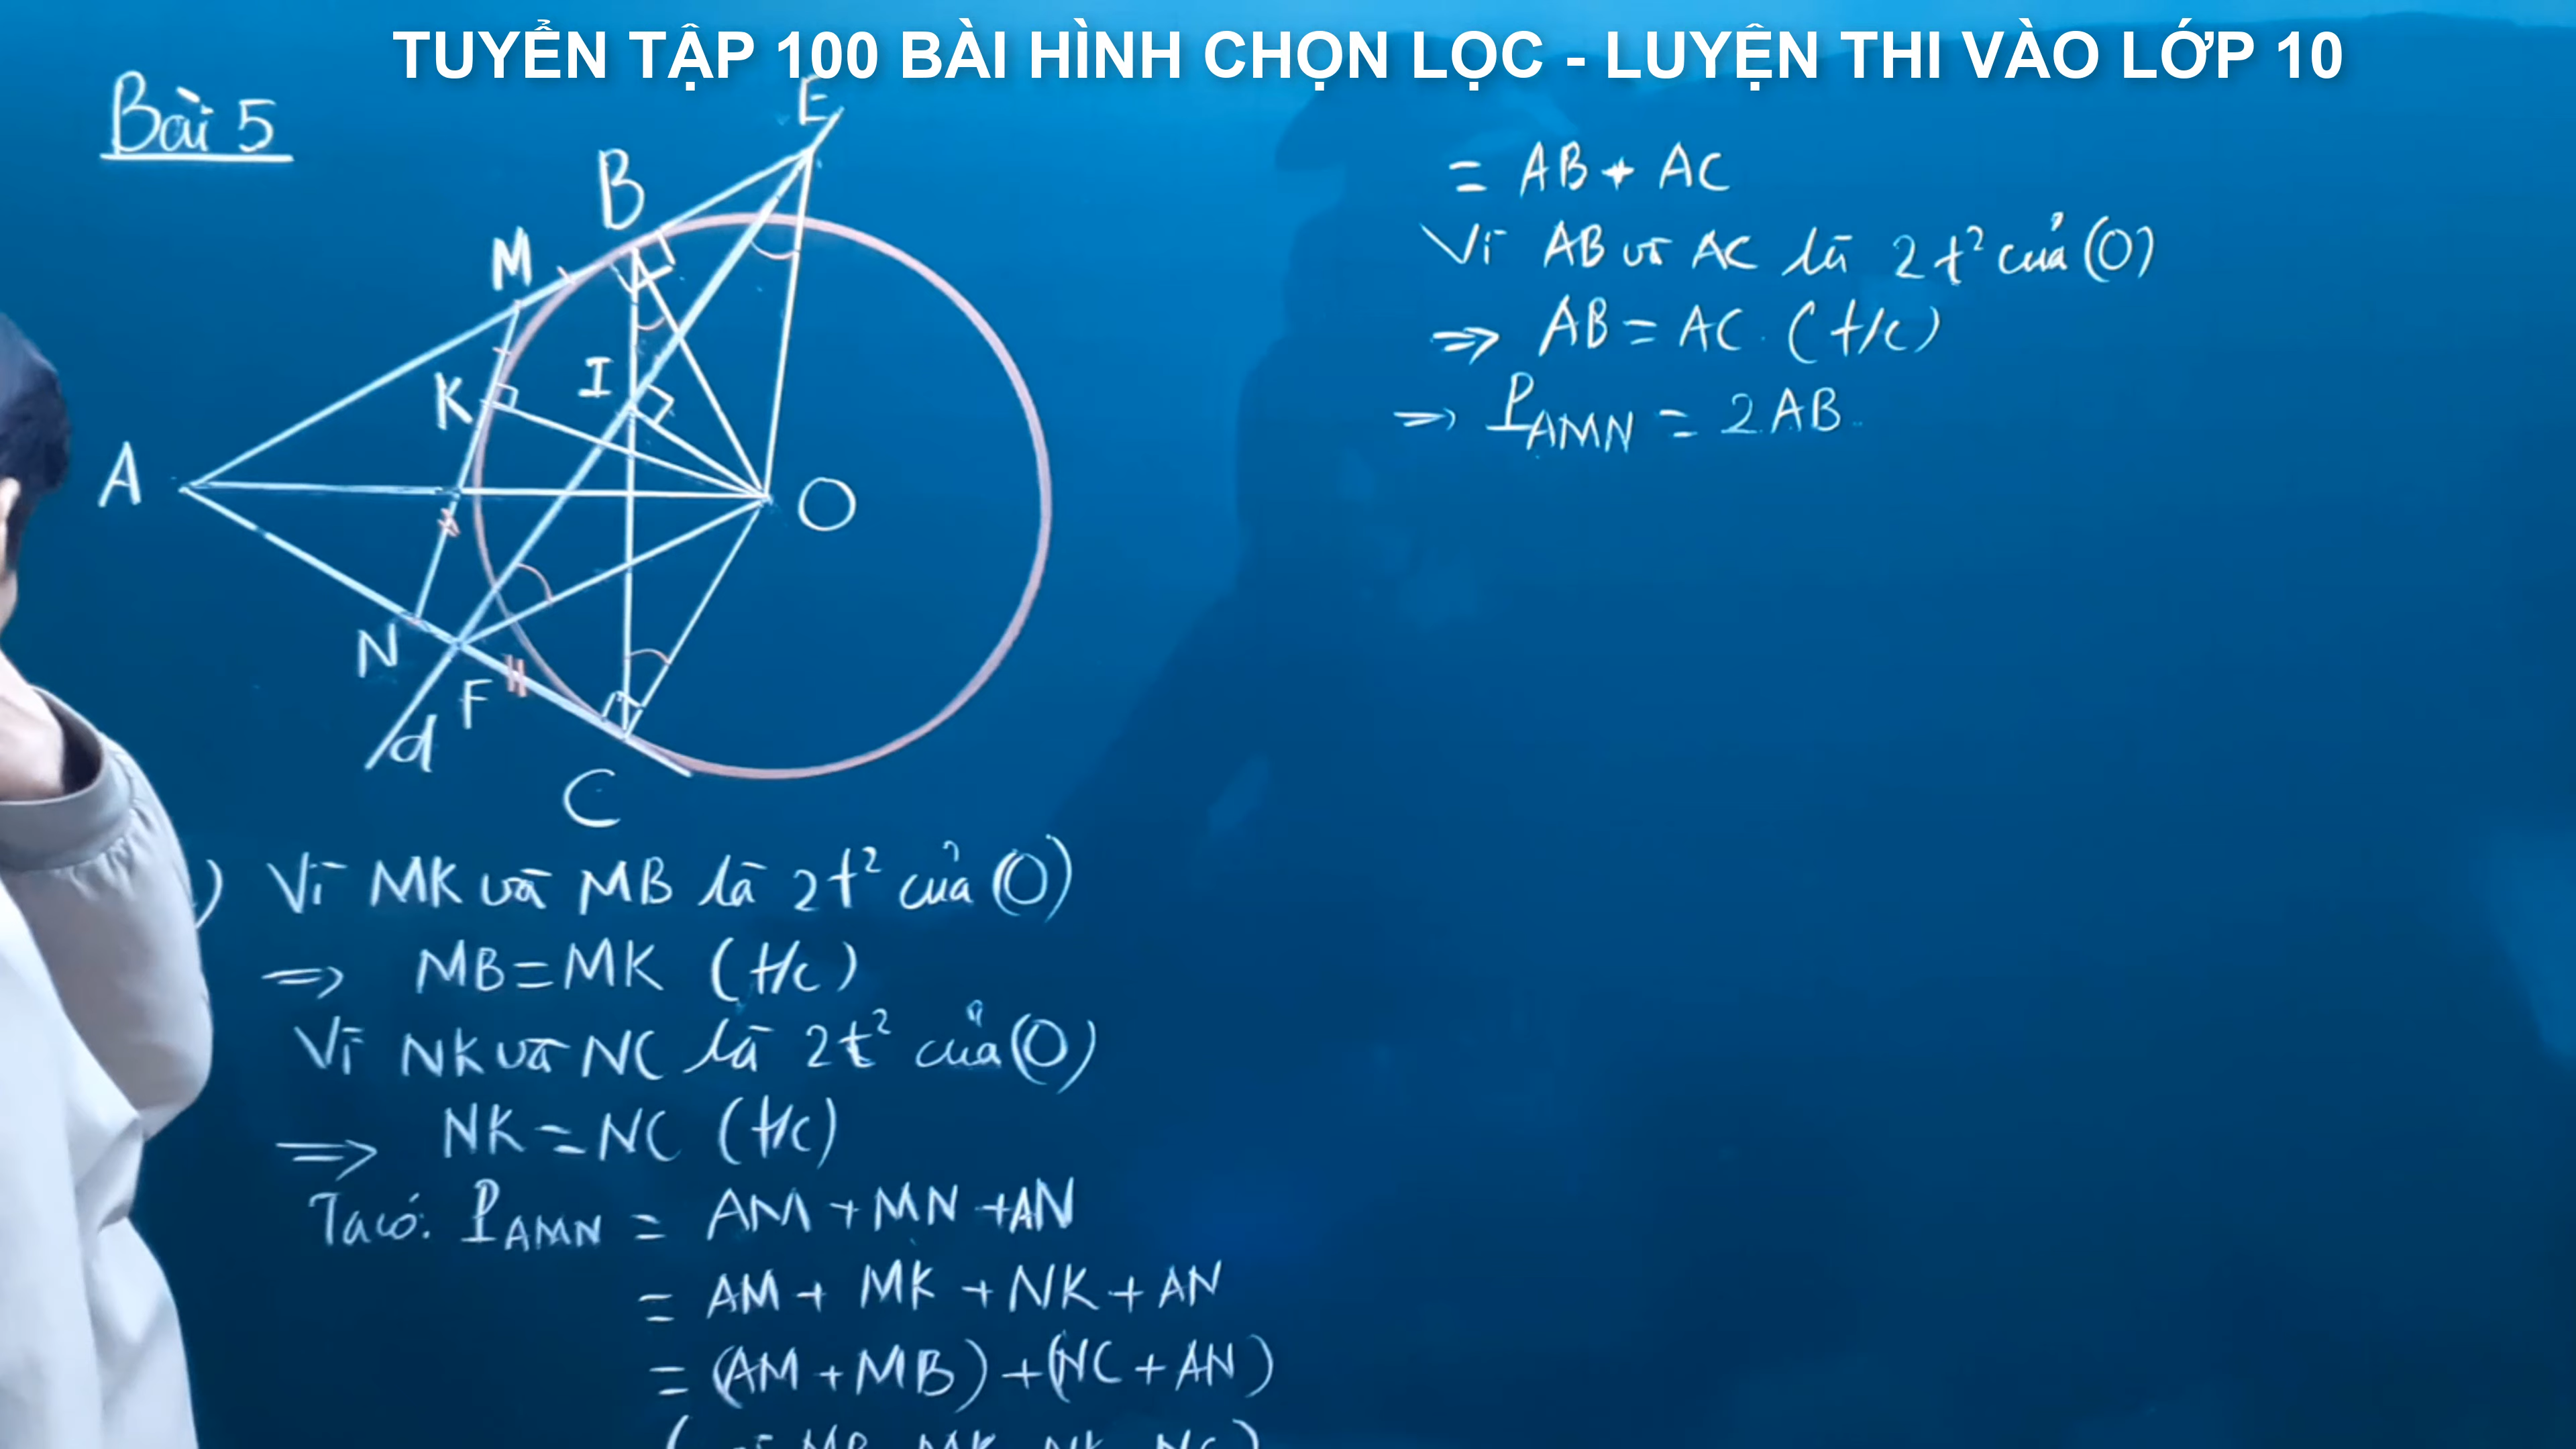 TUYỂN TẬP 100 BÀI HÌNH CHỌN LỌC - LUYỆN THI VÀO LỚP 10
Bài 5
E
B
M
K
I
A
O
N
F
d
C
) Vì MK và MB là 2t² của (O)
=> MB = MK (t/c)
Vì NK và NC là 2t² của (O)
=> NK = NC (t/c)
Ta có: P_AMN = AM + MN + AN
= AM + MK + NK + AN
= (AM + MB) + (NC + AN)
= AB + AC
Vì AB và AC là 2t² của (O)
=> AB = AC (t/c)
=> P_AMN = 2AB